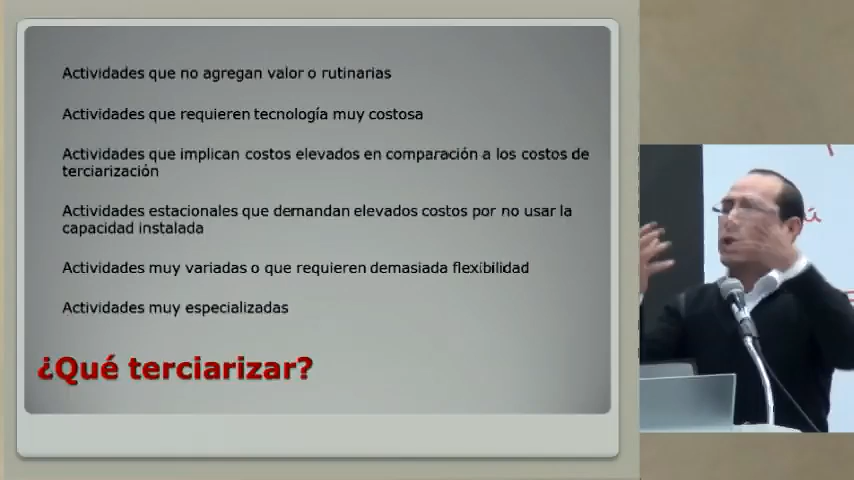 Actividades que no agregan valor o rutinarias
Actividades que requieren tecnología muy costosa
Actividades que implican costos elevados en comparación a los costos de
terciarización
Actividades estacionales que demandan elevados costos por no usar la
capacidad instalada
Actividades muy variadas o que requieren demasiada flexibilidad
Actividades muy especializadas
¿Qué terciarizar?